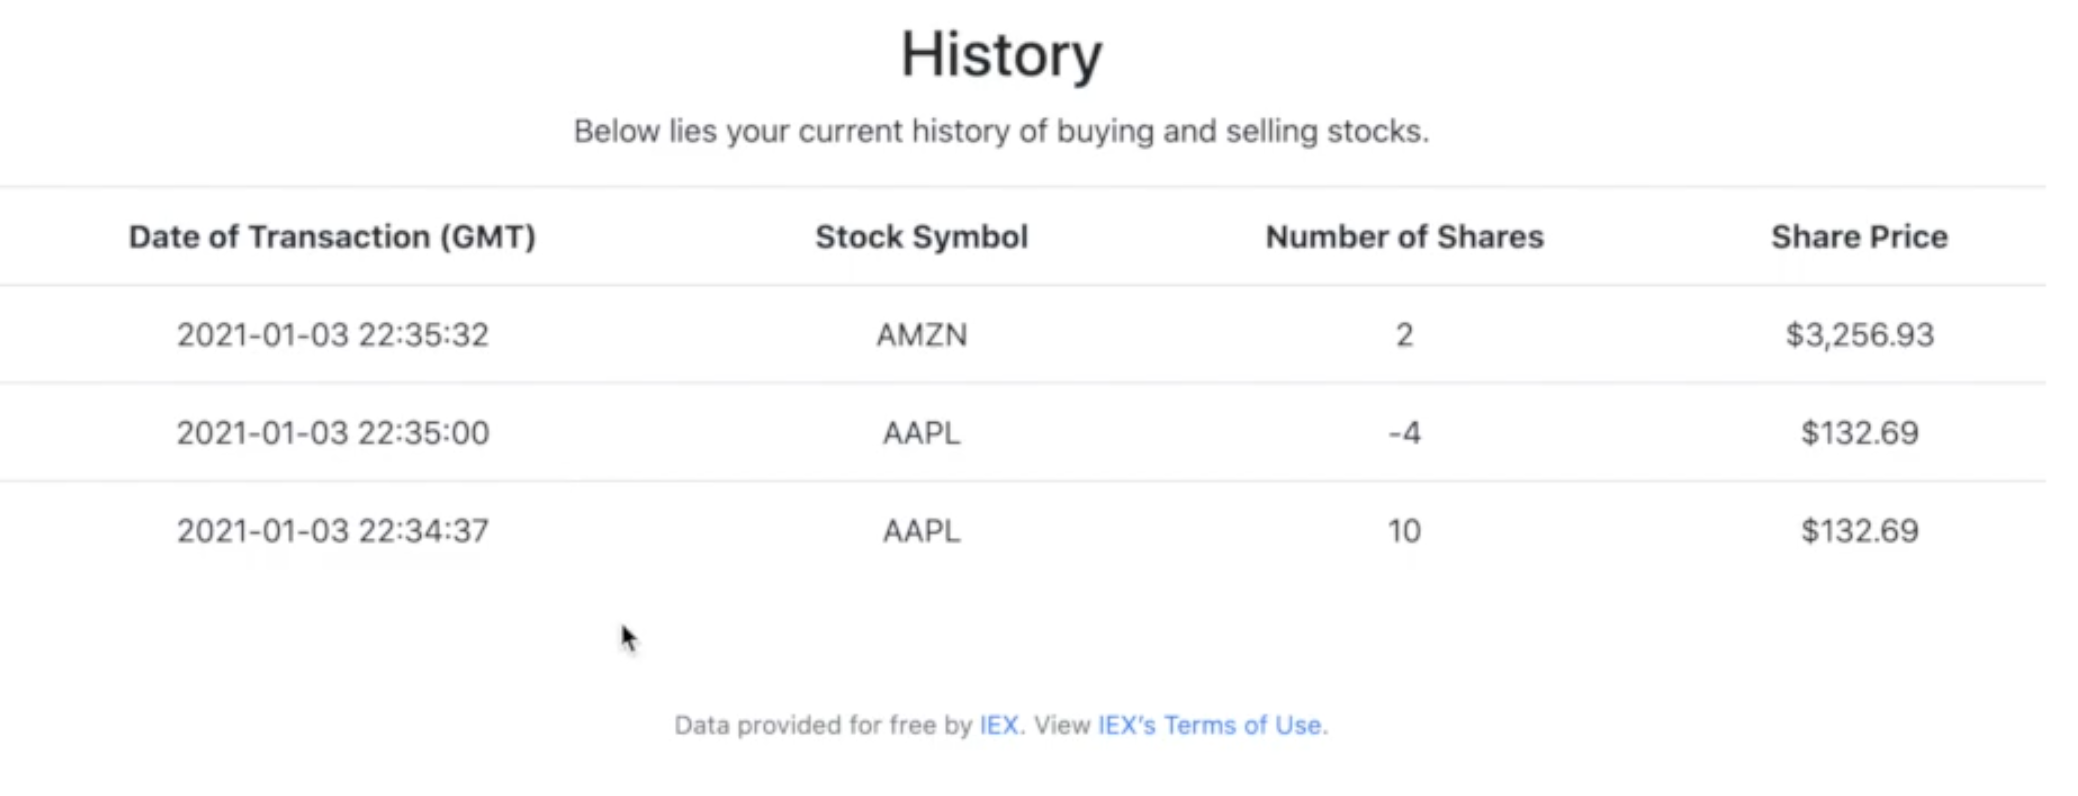 History
Below lies your current history of buying and selling stocks.
Date of Transaction (GMT) Stock Symbol Number of Shares Share Price
2021-01-03 22:35:32 AMZN 2 $3,256.93
2021-01-03 22:35:00 AAPL -4 $132.69
2021-01-03 22:34:37 AAPL 10 $132.69
Data provided for free by IEX. View IEX's Terms of Use.